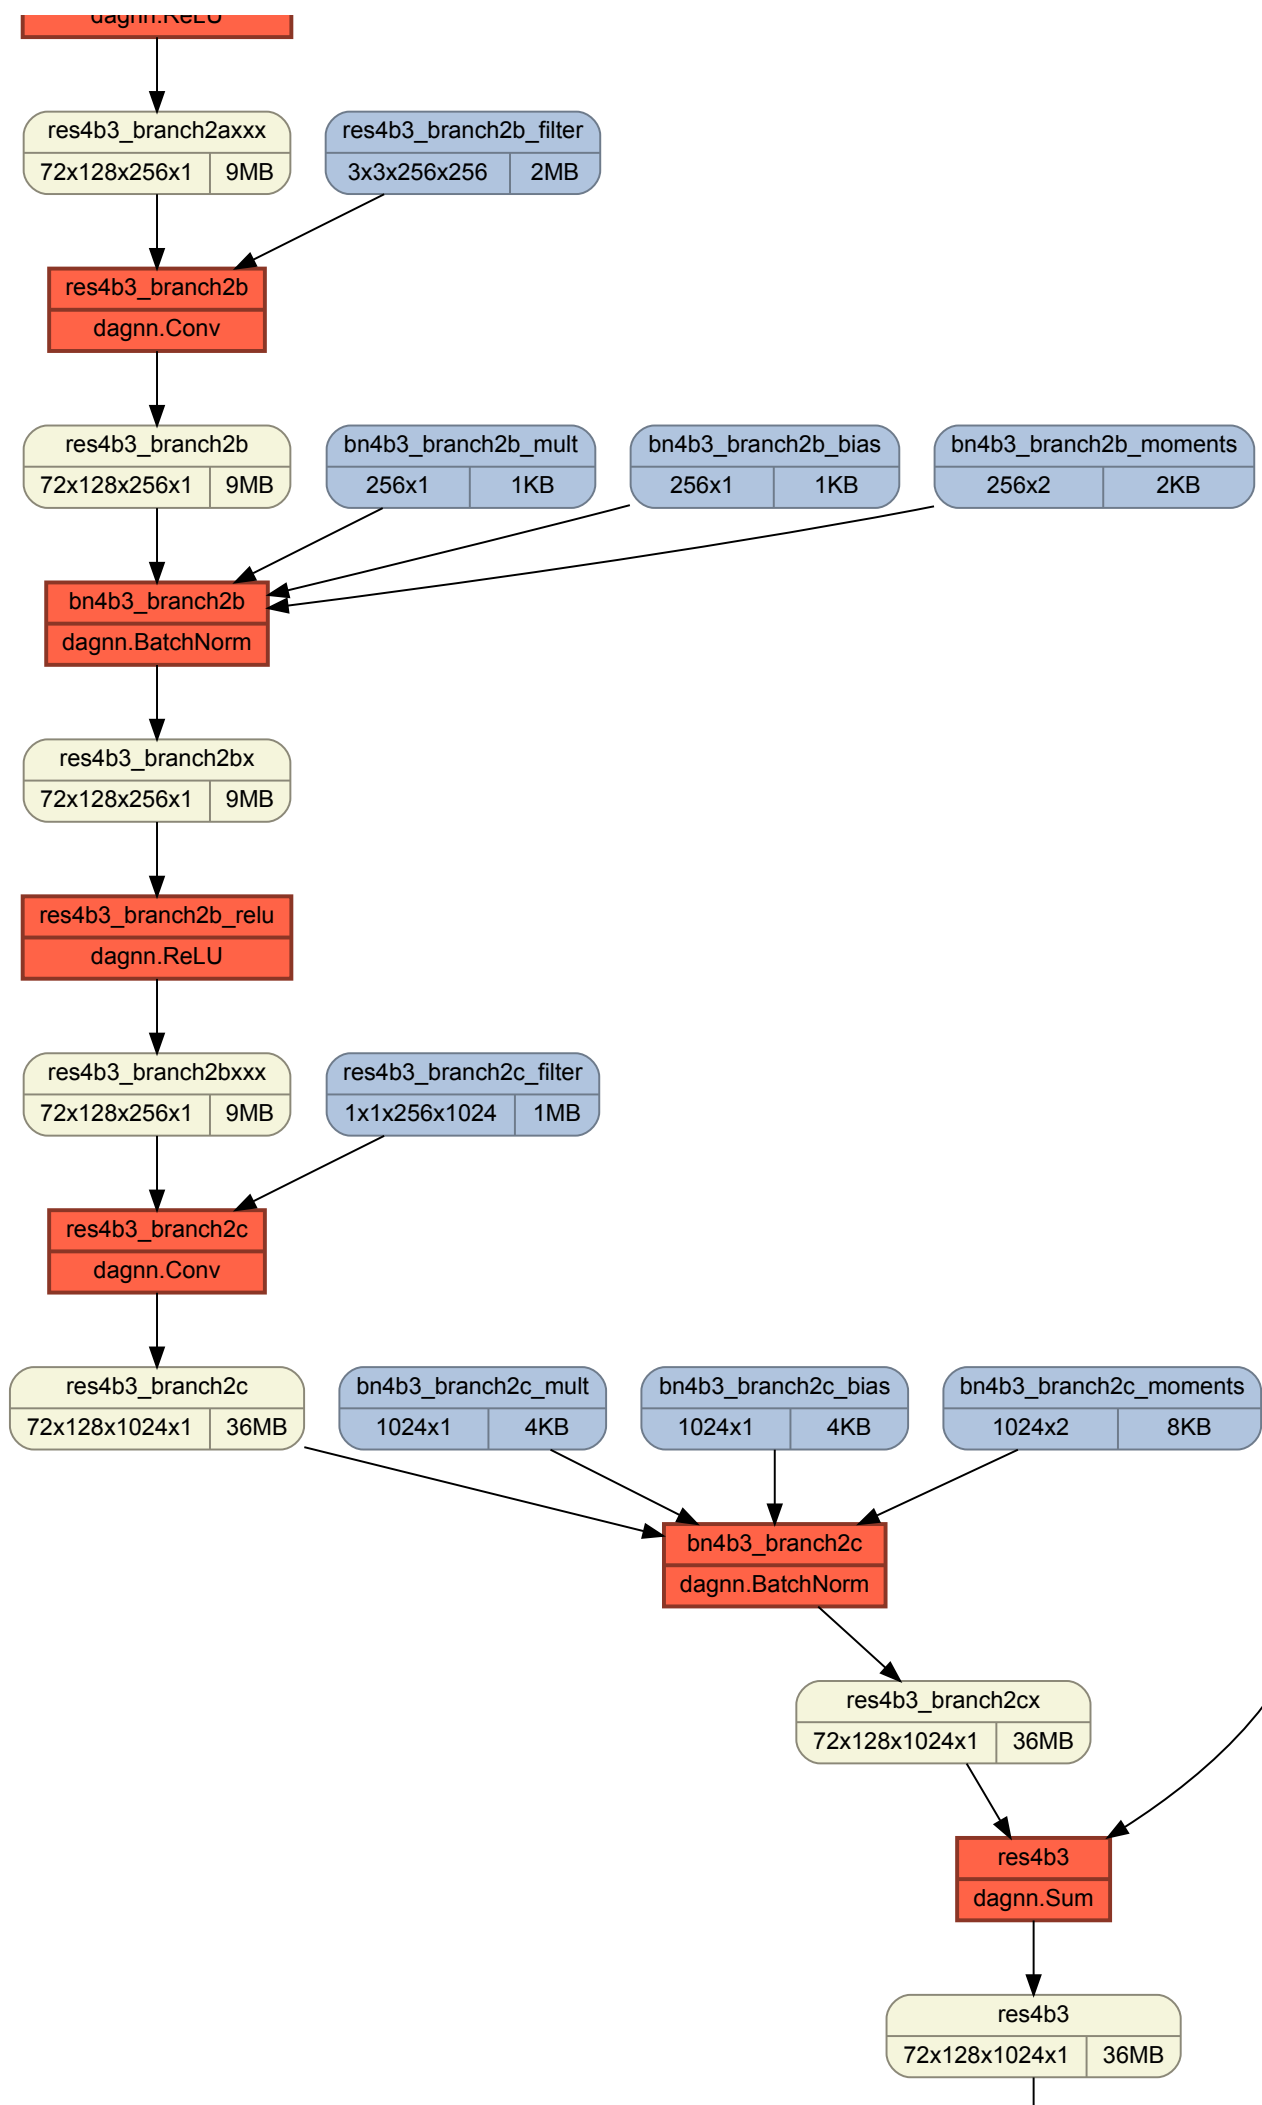 dagnn.ReLU
res4b3_branch2axxx
72x128x256x1 9MB
res4b3_branch2b_filter
3x3x256x256 2MB
res4b3_branch2b
dagnn.Conv
res4b3_branch2b
72x128x256x1 9MB
bn4b3_branch2b_mult
256x1 1KB
bn4b3_branch2b_bias
256x1 1KB
bn4b3_branch2b_moments
256x2 2KB
bn4b3_branch2b
dagnn.BatchNorm
res4b3_branch2bx
72x128x256x1 9MB
res4b3_branch2b_relu
dagnn.ReLU
res4b3_branch2bxxx
72x128x256x1 9MB
res4b3_branch2c_filter
1x1x256x1024 1MB
res4b3_branch2c
dagnn.Conv
res4b3_branch2c
72x128x1024x1 36MB
bn4b3_branch2c_mult
1024x1 4KB
bn4b3_branch2c_bias
1024x1 4KB
bn4b3_branch2c_moments
1024x2 8KB
bn4b3_branch2c
dagnn.BatchNorm
res4b3_branch2cx
72x128x1024x1 36MB
res4b3
dagnn.Sum
res4b3
72x128x1024x1 36MB